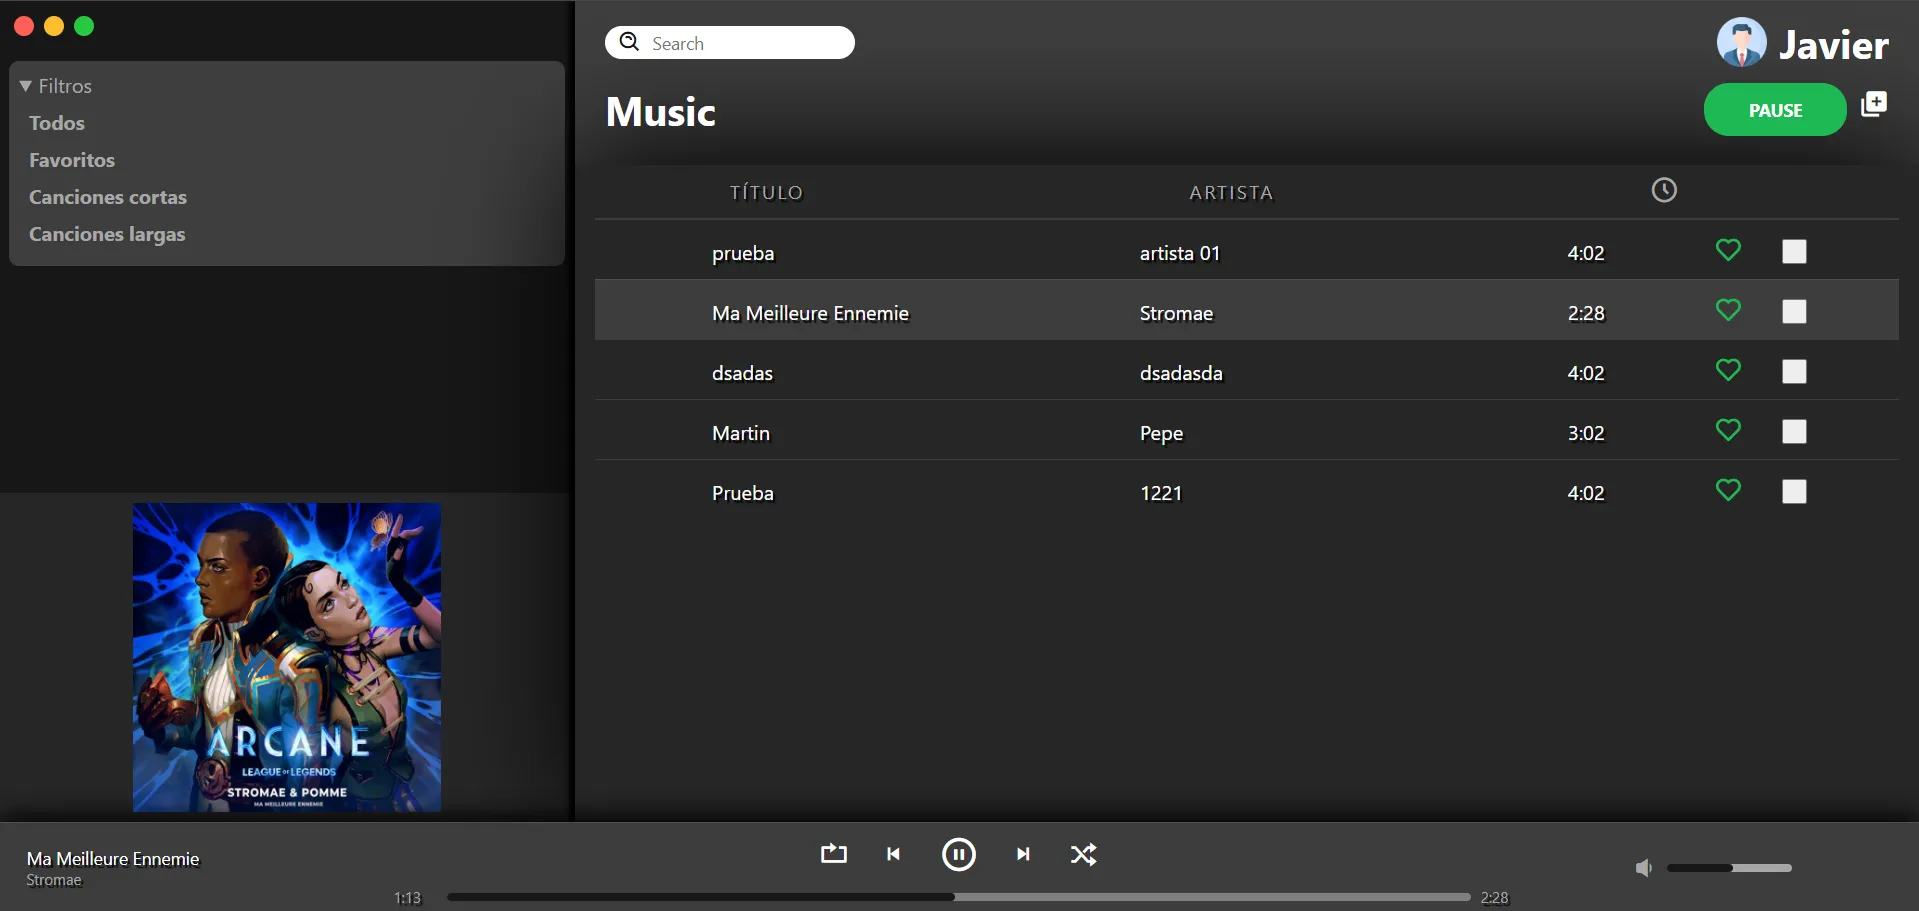 Search
Javier
Filtros
Todos
Favoritos
Canciones cortas
Canciones largas
Music
PAUSE
TÍTULO ARTISTA
prueba artista 01 4:02
Ma Meilleure Ennemie Stromae 2:28
dsadas dsadasda 4:02
Martin Pepe 3:02
Prueba 1221 4:02
ARCANE
LEAGUE OF LEGENDS
STROMAE & POMME
MA MEILLEURE ENNEMIE
Ma Meilleure Ennemie
Stromae
1:13 2:28